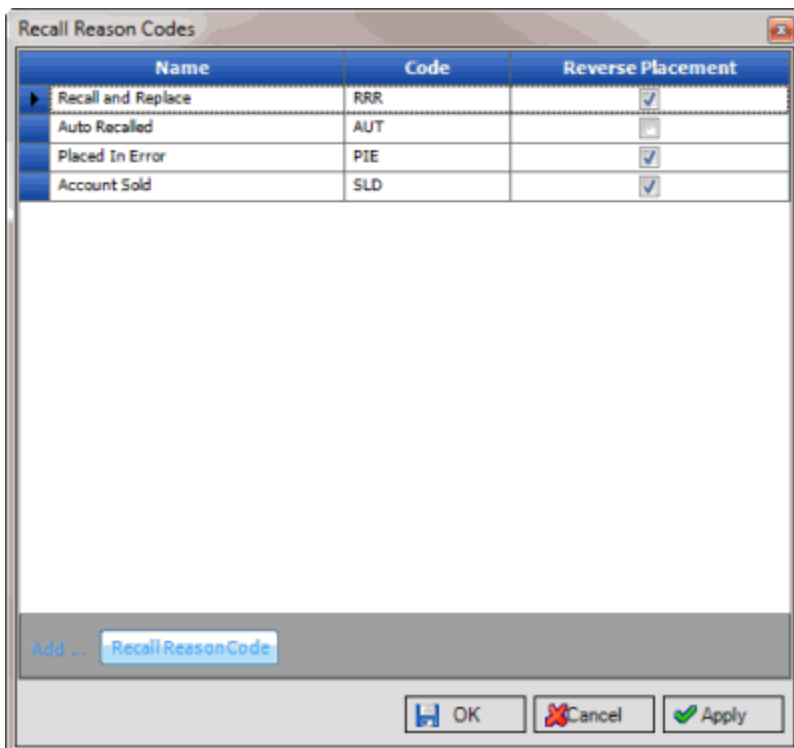 Recall Reason Codes
Name Code Reverse Placement
Recall and Replace RRR
Auto Recalled AUT
Placed In Error PIE
Account Sold SLD
Add ... Recall Reason Code
OK Cancel Apply